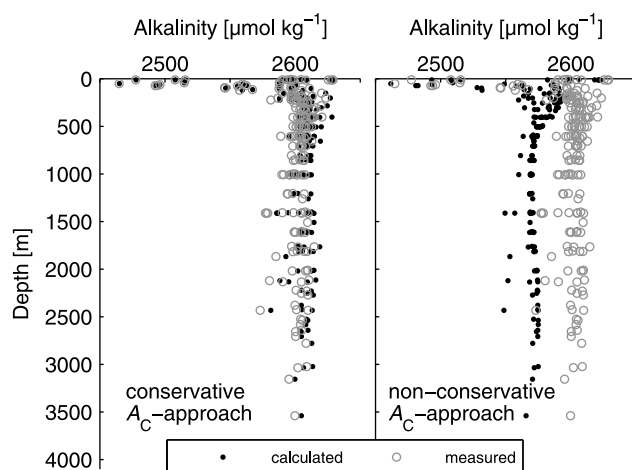 Alkalinity [µmol kg⁻¹] Alkalinity [µmol kg⁻¹]
2500 2600 2500 2600
0
500
1000
1500
2000
2500
3000
3500
4000
Depth [m]
conservative
A_C−approach
non−conservative
A_C−approach
calculated measured